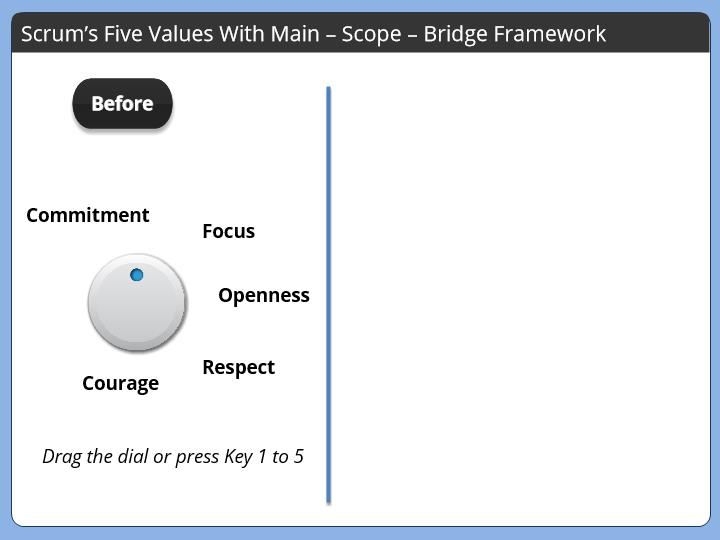 Scrum’s Five Values With Main – Scope – Bridge Framework
Before
Commitment
Focus
Openness
Respect
Courage
Drag the dial or press Key 1 to 5